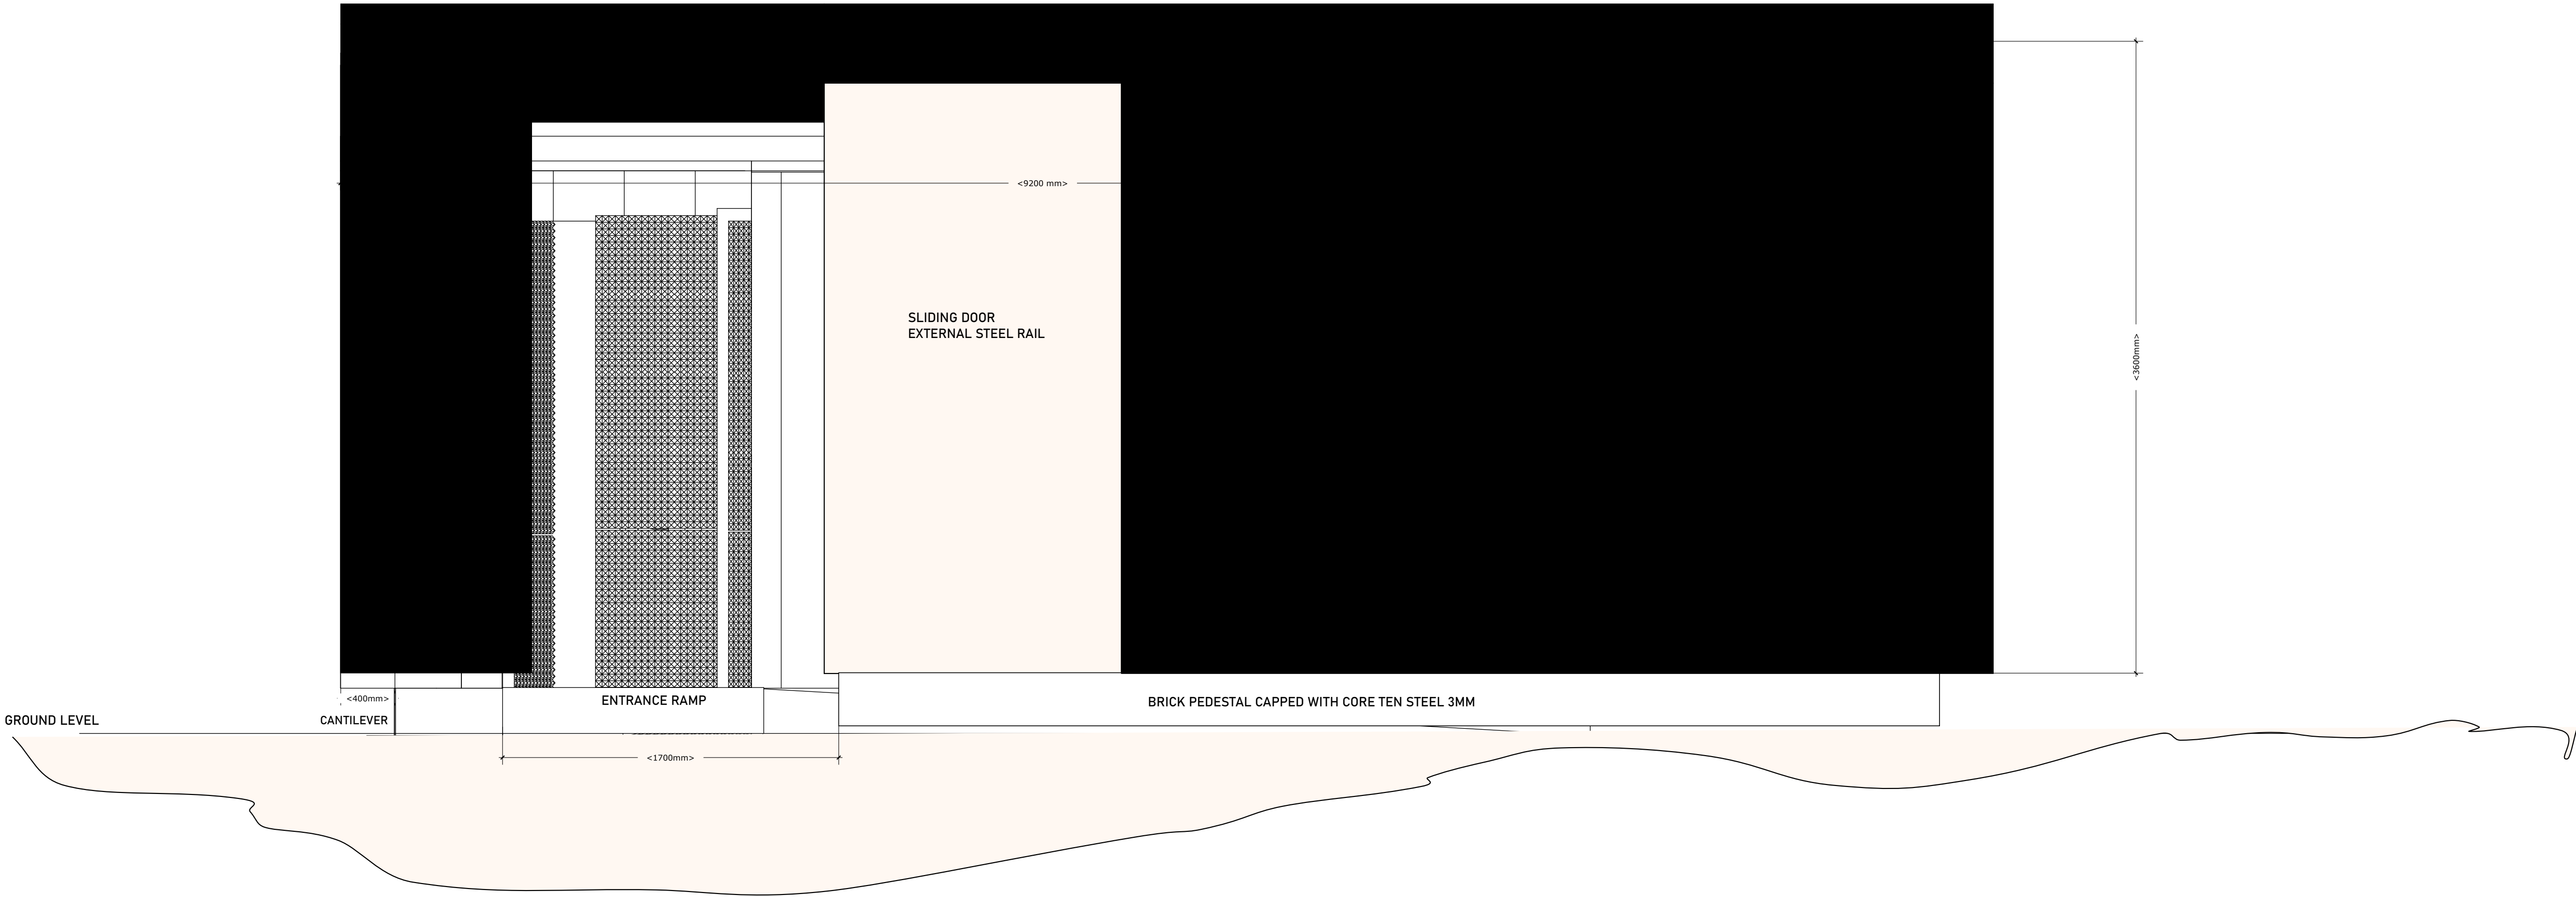 <9200 mm>
SLIDING DOOR
EXTERNAL STEEL RAIL
<3600mm>
<400mm>
ENTRANCE RAMP
BRICK PEDESTAL CAPPED WITH CORE TEN STEEL 3MM
GROUND LEVEL
CANTILEVER
<1700mm>